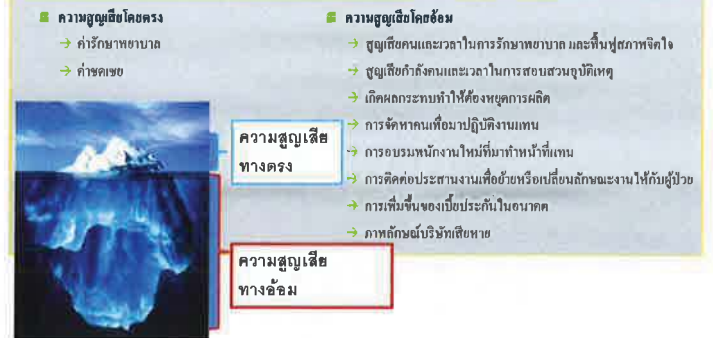 ความสูญเสียโดยตรง
→ ค่ารักษาพยาบาล
→ ค่าชดเชย
ความสูญเสียโดยอ้อม
→ สูญเสียคนและเวลาในการรักษาพยาบาล และฟื้นฟูสภาพจิตใจ
→ สูญเสียกำลังคนและเวลาในการสอบสวนอุบัติเหตุ
→ เกิดผลกระทบทำให้ต้องหยุดการผลิต
→ การจัดหาคนเพื่อมาปฏิบัติงานแทน
→ การอบรมพนักงานใหม่ที่มาทำหน้าที่แทน
→ การติดต่อประสานงานเพื่อย้ายหรือเปลี่ยนลักษณะงานให้กับผู้ป่วย
→ การเพิ่มขึ้นของเบี้ยประกันในอนาคต
→ ภาพลักษณ์บริษัทเสียหาย
ความสูญเสีย
ทางตรง
ความสูญเสีย
ทางอ้อม